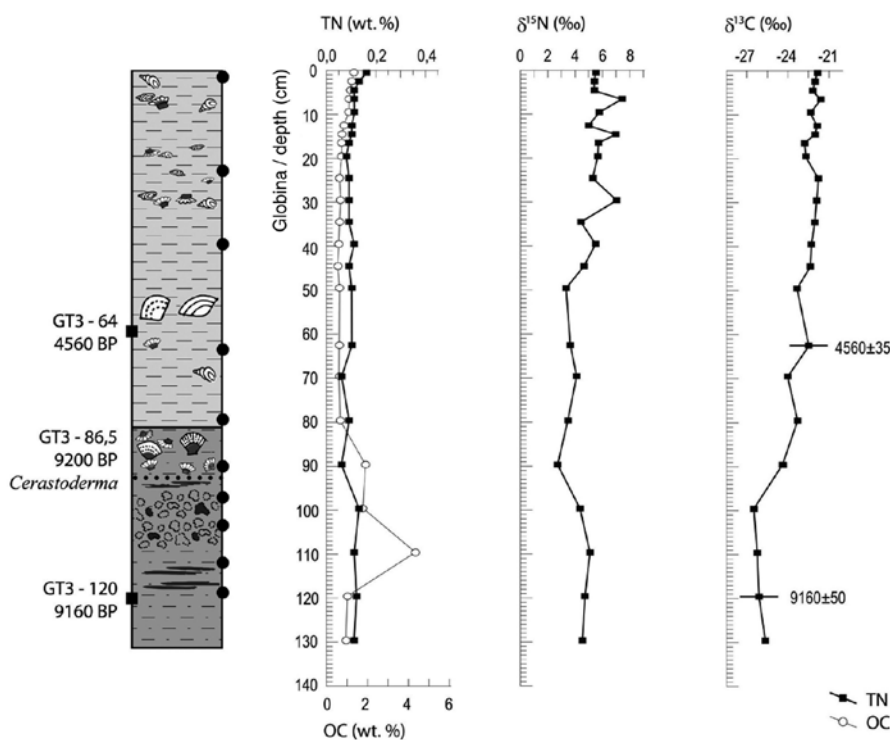 TN (wt. %)
0,0 0,2 0,4 0,5
δ¹⁵N (‰)
0 2 4 6 8
δ¹³C (‰)
-27 -24 -21
Globina / depth (cm)
0
10
20
30
40
50
60
70
80
90
100
110
120
130
140
0 2 4 6
OC (wt. %)
GT3 - 64
4560 BP
GT3 - 86,5
9200 BP
Cerastoderma
GT3 - 120
9160 BP
4560±35
9160±50
TN
OC